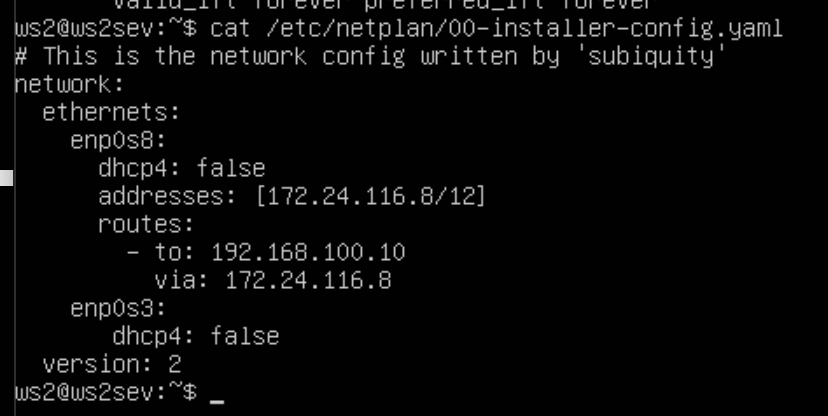 valid_lft forever preferred_lft forever
ws2@ws2sev:~$ cat /etc/netplan/00-installer-config.yaml
# This is the network config written by 'subiquity'
network:
  ethernets:
    enp0s8:
      dhcp4: false
      addresses: [172.24.116.8/12]
      routes:
        - to: 192.168.100.10
          via: 172.24.116.8
    enp0s3:
       dhcp4: false
  version: 2
ws2@ws2sev:~$ _